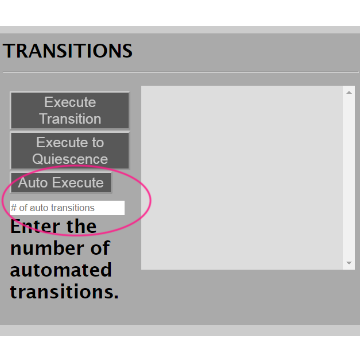 TRANSITIONS
Execute
Transition
Execute to
Quiescence
Auto Execute
# of auto transitions
Enter the
number of
automated
transitions.